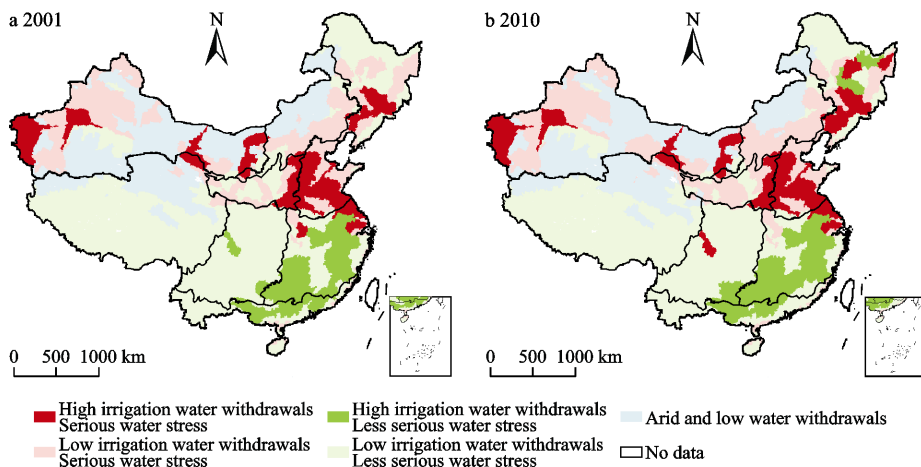 a 2001
N
b 2010
N
0 500 1000 km
0 500 1000 km
High irrigation water withdrawals
Serious water stress
High irrigation water withdrawals
Less serious water stress
Arid and low water withdrawals
Low irrigation water withdrawals
Serious water stress
Low irrigation water withdrawals
Less serious water stress
No data